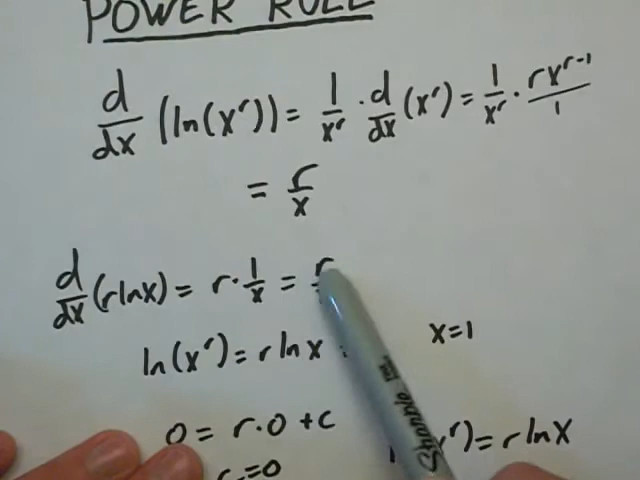 POWER RULE
d/dx (ln(x^r)) = 1/x^r · d/dx (x^r) = 1/x^r · rx^(r-1)/1
= r/x
d/dx (r ln x) = r · 1/x = r
ln(x^r) = r ln x
x=1
0 = r·0 + c
c=0
r) = r ln x
Sharpie